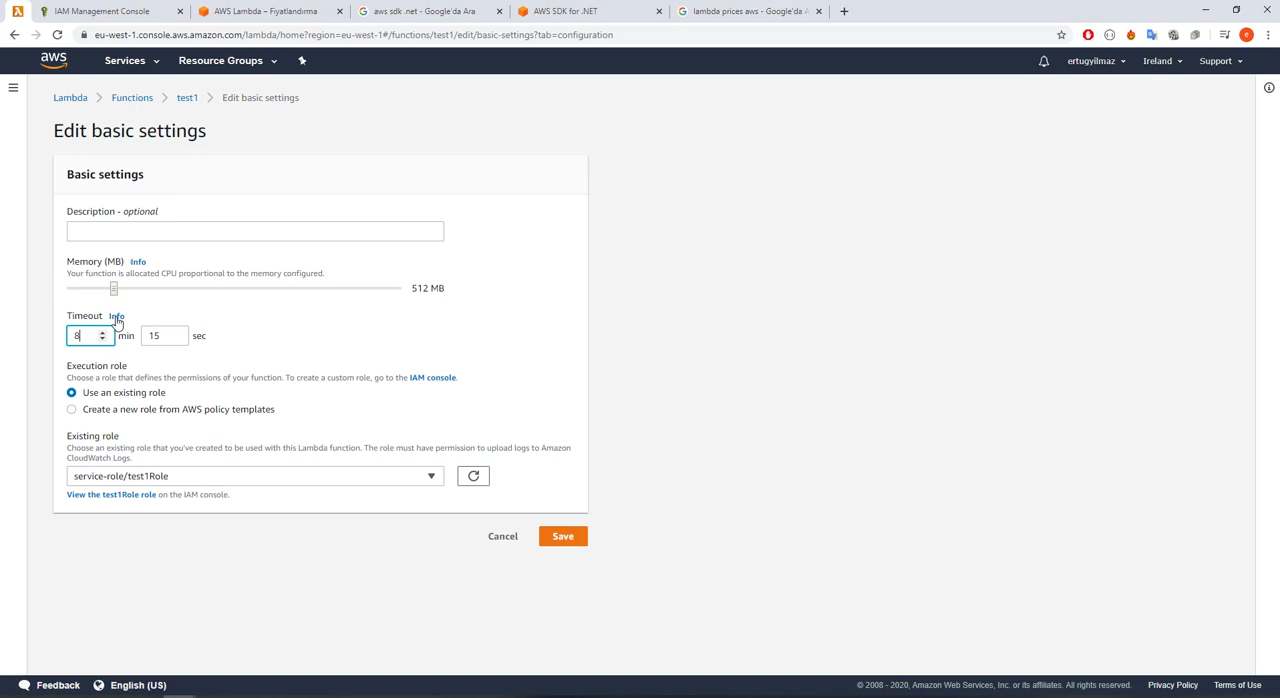 IAM Management Console
AWS Lambda – Fiyatlandırma
aws sdk .net - Google'da Ara
AWS SDK for .NET
lambda prices aws - Google'da A
eu-west-1.console.aws.amazon.com/lambda/home?region=eu-west-1#/functions/test1/edit/basic-settings?tab=configuration
aws
Services
Resource Groups
ertugyilmaz
Ireland
Support
Lambda > Functions > test1 > Edit basic settings
Edit basic settings
Basic settings
Description - optional
Memory (MB) Info
Your function is allocated CPU proportional to the memory configured.
512 MB
Timeout Info
8 min 15 sec
Execution role
Choose a role that defines the permissions of your function. To create a custom role, go to the IAM console.
Use an existing role
Create a new role from AWS policy templates
Existing role
Choose an existing role that you've created to be used with this Lambda function. The role must have permission to upload logs to Amazon
CloudWatch Logs.
service-role/test1Role
View the test1Role role on the IAM console.
Cancel
Save
Feedback
English (US)
© 2008 - 2020, Amazon Web Services, Inc. or its affiliates. All rights reserved.
Privacy Policy
Terms of Use